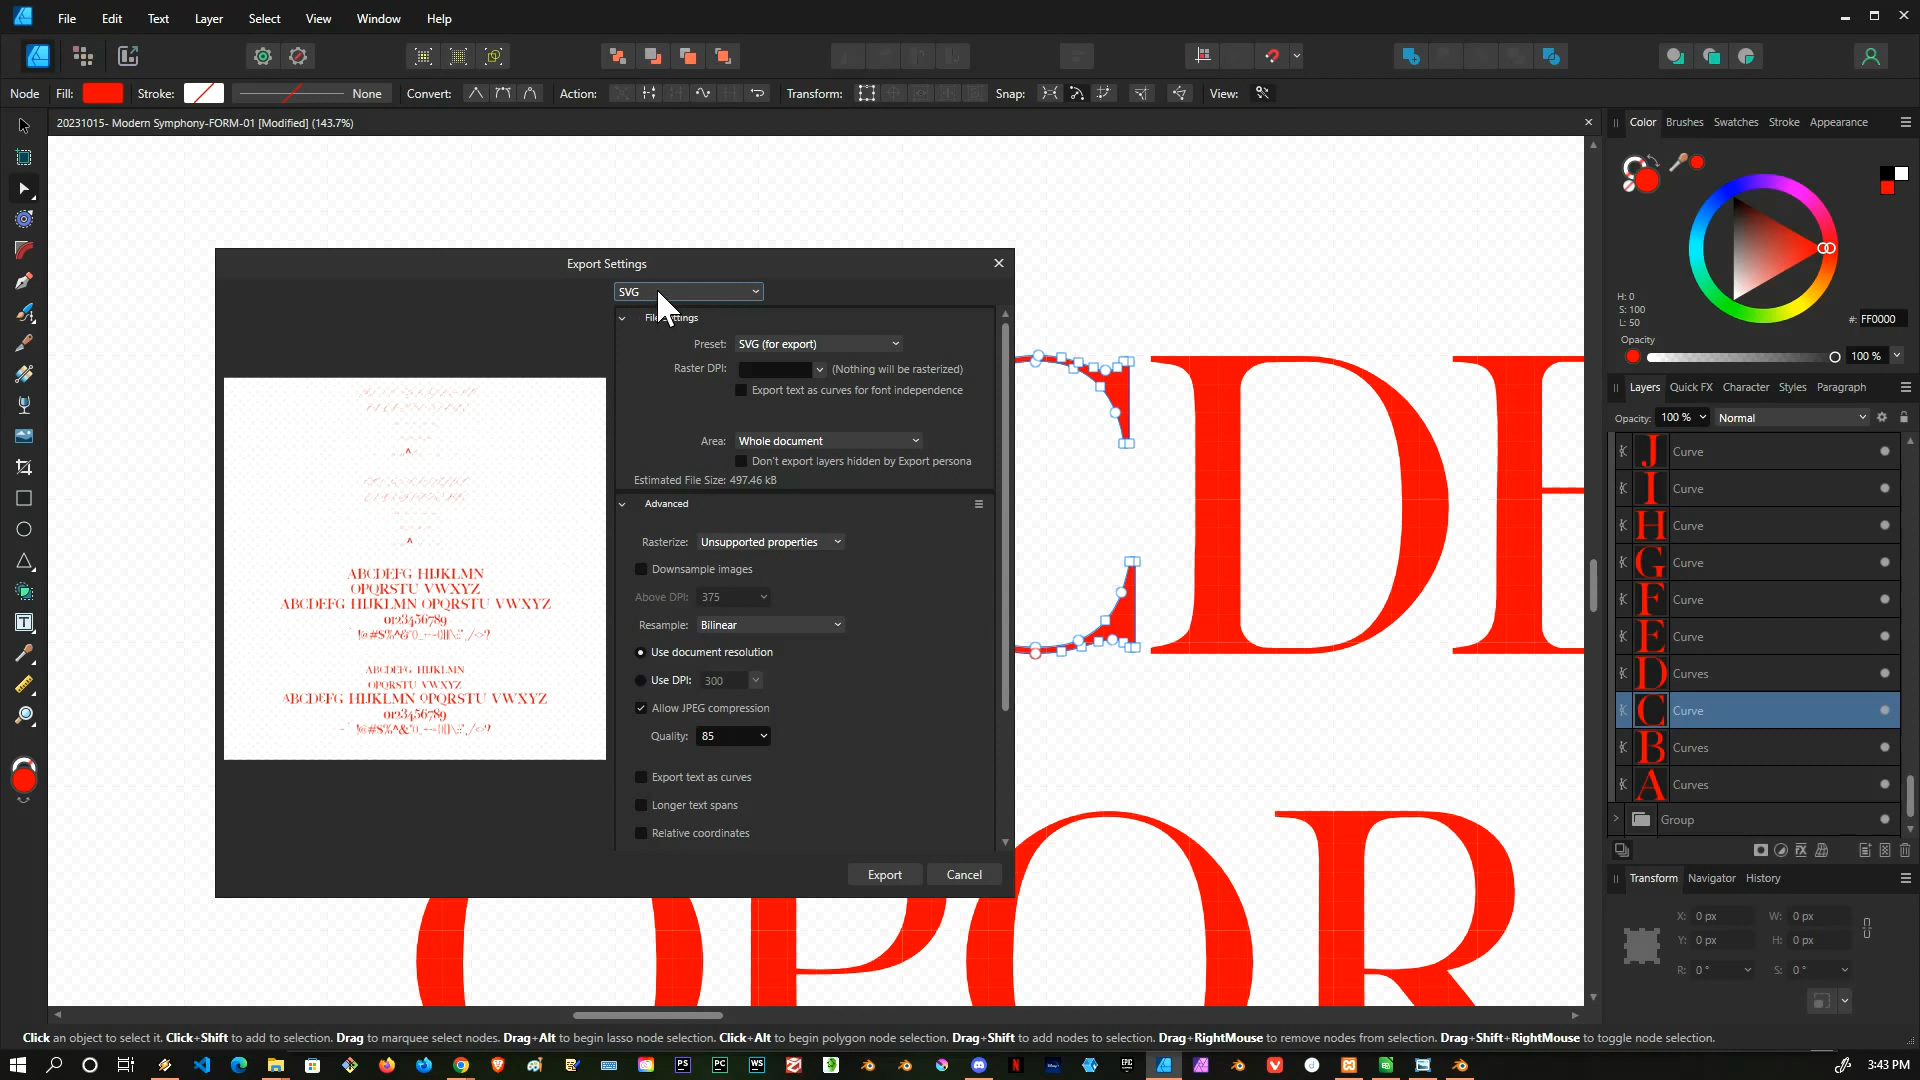 File Edit Text Layer Select View Window Help
Node Fill: Stroke: None Convert: Action: Transform: Snap: View:
20231015- Modern Symphony-FORM-01 [Modified] (143.7%)
Color Brushes Swatches Stroke Appearance
H: 0
S: 100
L: 50
#: FF0000
Opacity
100 %
Layers Quick FX Character Styles Paragraph
Opacity: 100 % Normal
J Curve
I Curve
H Curve
G Curve
F Curve
E Curve
D Curves
C Curve
B Curves
A Curves
Group
Transform Navigator History
X: 0 px W: 0 px
Y: 0 px H: 0 px
R: 0 ° S: 0 °
Export Settings
SVG
Preset: SVG (for export)
Raster DPI: (Nothing will be rasterized)
Export text as curves for font independence
Area: Whole document
Don't export layers hidden by Export persona
Estimated File Size: 497.46 kB
Advanced
Rasterize: Unsupported properties
Downsample images
Above DPI: 375
Resample: Bilinear
Use document resolution
Use DPI: 300
Allow JPEG compression
Quality: 85
Export text as curves
Longer text spans
Relative coordinates
Export Cancel
ABCDEFG HIJKLMN
OPQRSTU VWXYZ
ABCDEFG HIJKLMN OPQRSTU VWXYZ
0123456789
ABCDEFG HIJKLMN
OPQRSTU VWXYZ
ABCDEFG HIJKLMN OPQRSTU VWXYZ
0123456789
D
Click an object to select it. Click+Shift to add to selection. Drag to marquee select nodes. Drag+Alt to begin lasso node selection. Click+Alt to begin polygon node selection. Drag+Shift to add nodes to selection. Drag+RightMouse to remove nodes from selection. Drag+Shift+RightMouse to toggle node selection.
PS PC WS
3:43 PM